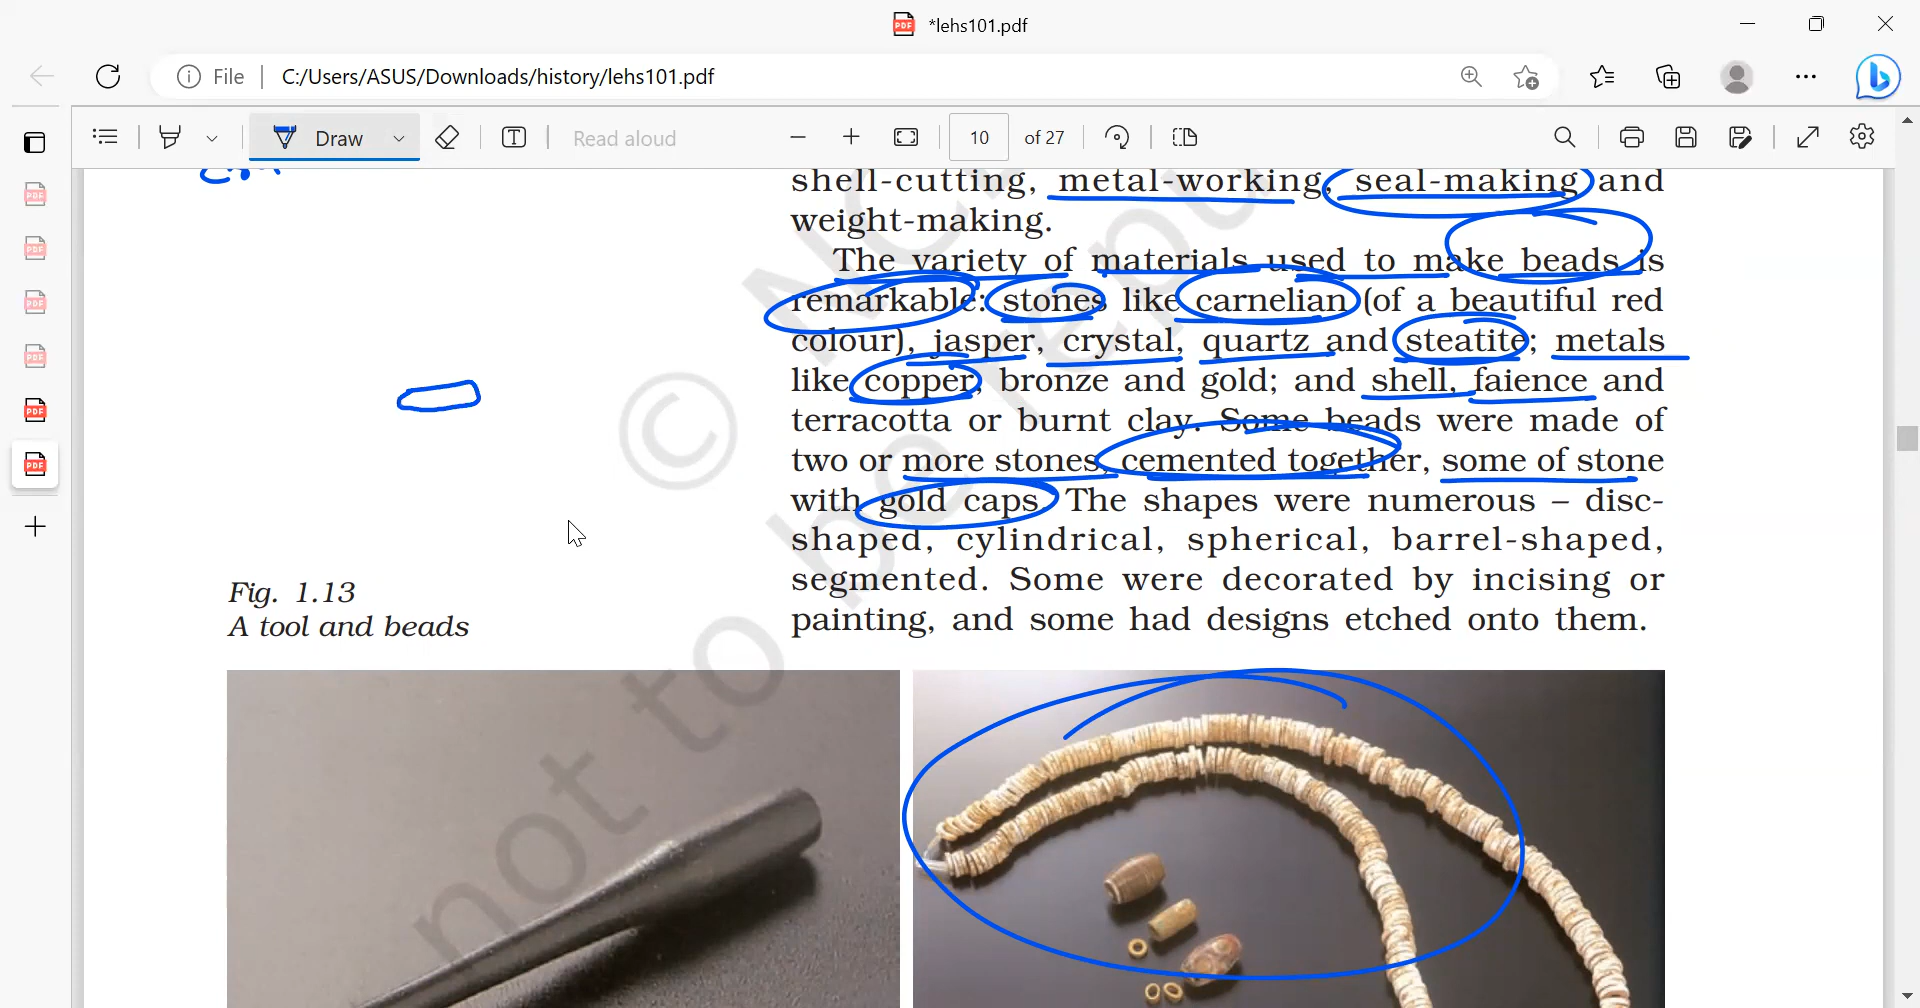 *lehs101.pdf
File
C:/Users/ASUS/Downloads/history/lehs101.pdf
Draw
Read aloud
10
of 27
shell-cutting, metal-working, seal-making and
weight-making.
The variety of materials used to make beads is
remarkable: stones like carnelian (of a beautiful red
colour), jasper, crystal, quartz and steatite; metals
like copper, bronze and gold; and shell, faience and
terracotta or burnt clay. Some beads were made of
two or more stones, cemented together, some of stone
with gold caps. The shapes were numerous – disc-
shaped, cylindrical, spherical, barrel-shaped,
segmented. Some were decorated by incising or
painting, and some had designs etched onto them.
Fig. 1.13
A tool and beads
©
not to be repu